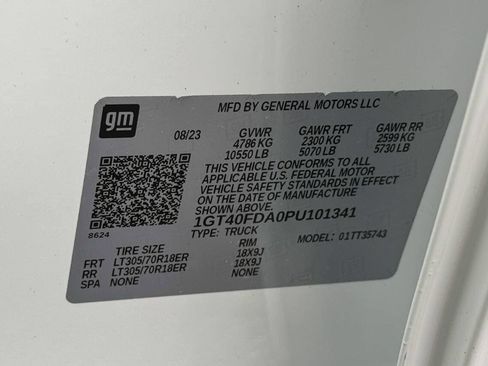 gm
MFD BY GENERAL MOTORS LLC
08/23 GVWR GAWR FRT GAWR RR
4786 KG 2300 KG 2599 KG
10550 LB 5070 LB 5730 LB
THIS VEHICLE CONFORMS TO ALL
APPLICABLE U.S. FEDERAL MOTOR
VEHICLE SAFETY STANDARDS IN EFFECT
ON THE DATE OF MANUFACTURE
SHOWN ABOVE.
1GT40FDA0PU101341
8624
TYPE: TRUCK MODEL: 01TT35743
TIRE SIZE RIM
FRT LT305/70R18ER 18X9J
RR LT305/70R18ER 18X9J
SPA NONE NONE